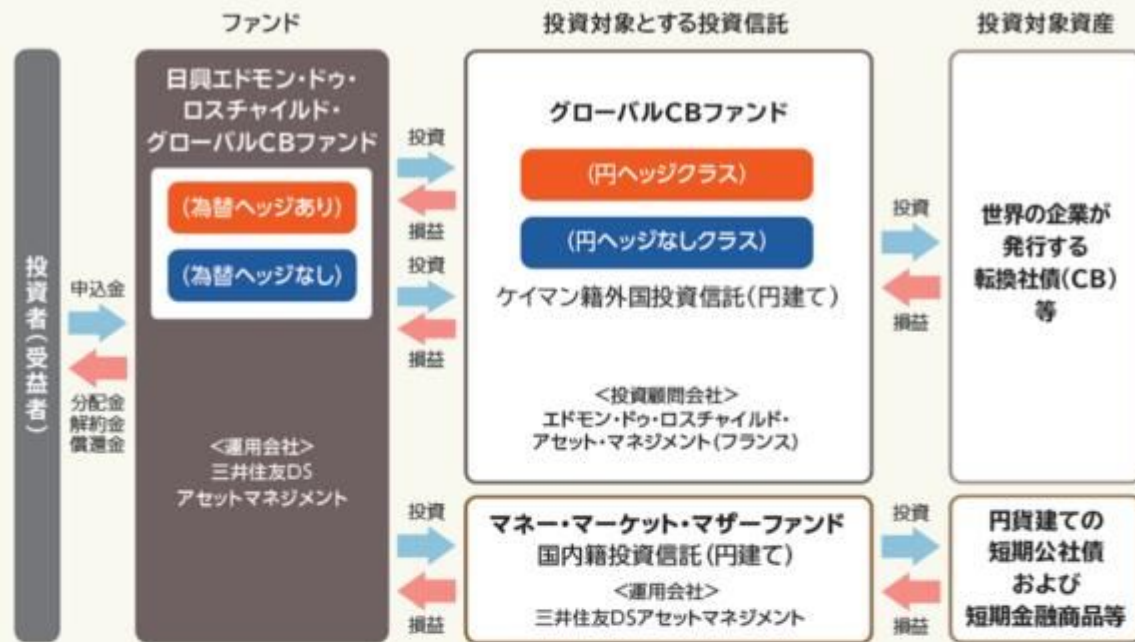 ファンド
投資対象とする投資信託
投資対象資産
投資者(受益者)
申込金
分配金
解約金
償還金
日興エドモン・ドゥ・
ロスチャイルド・
グローバルCBファンド
(為替ヘッジあり)
(為替ヘッジなし)
<運用会社>
三井住友DS
アセットマネジメント
投資
損益
投資
損益
グローバルCBファンド
(円ヘッジクラス)
(円ヘッジなしクラス)
ケイマン籍外国投資信託(円建て)
<投資顧問会社>
エドモン・ドゥ・ロスチャイルド・
アセット・マネジメント(フランス)
投資
損益
世界の企業が
発行する
転換社債(CB)
等
投資
損益
マネー・マーケット・マザーファンド
国内籍投資信託(円建て)
<運用会社>
三井住友DSアセットマネジメント
投資
損益
円貨建ての
短期公社債
および
短期金融商品等